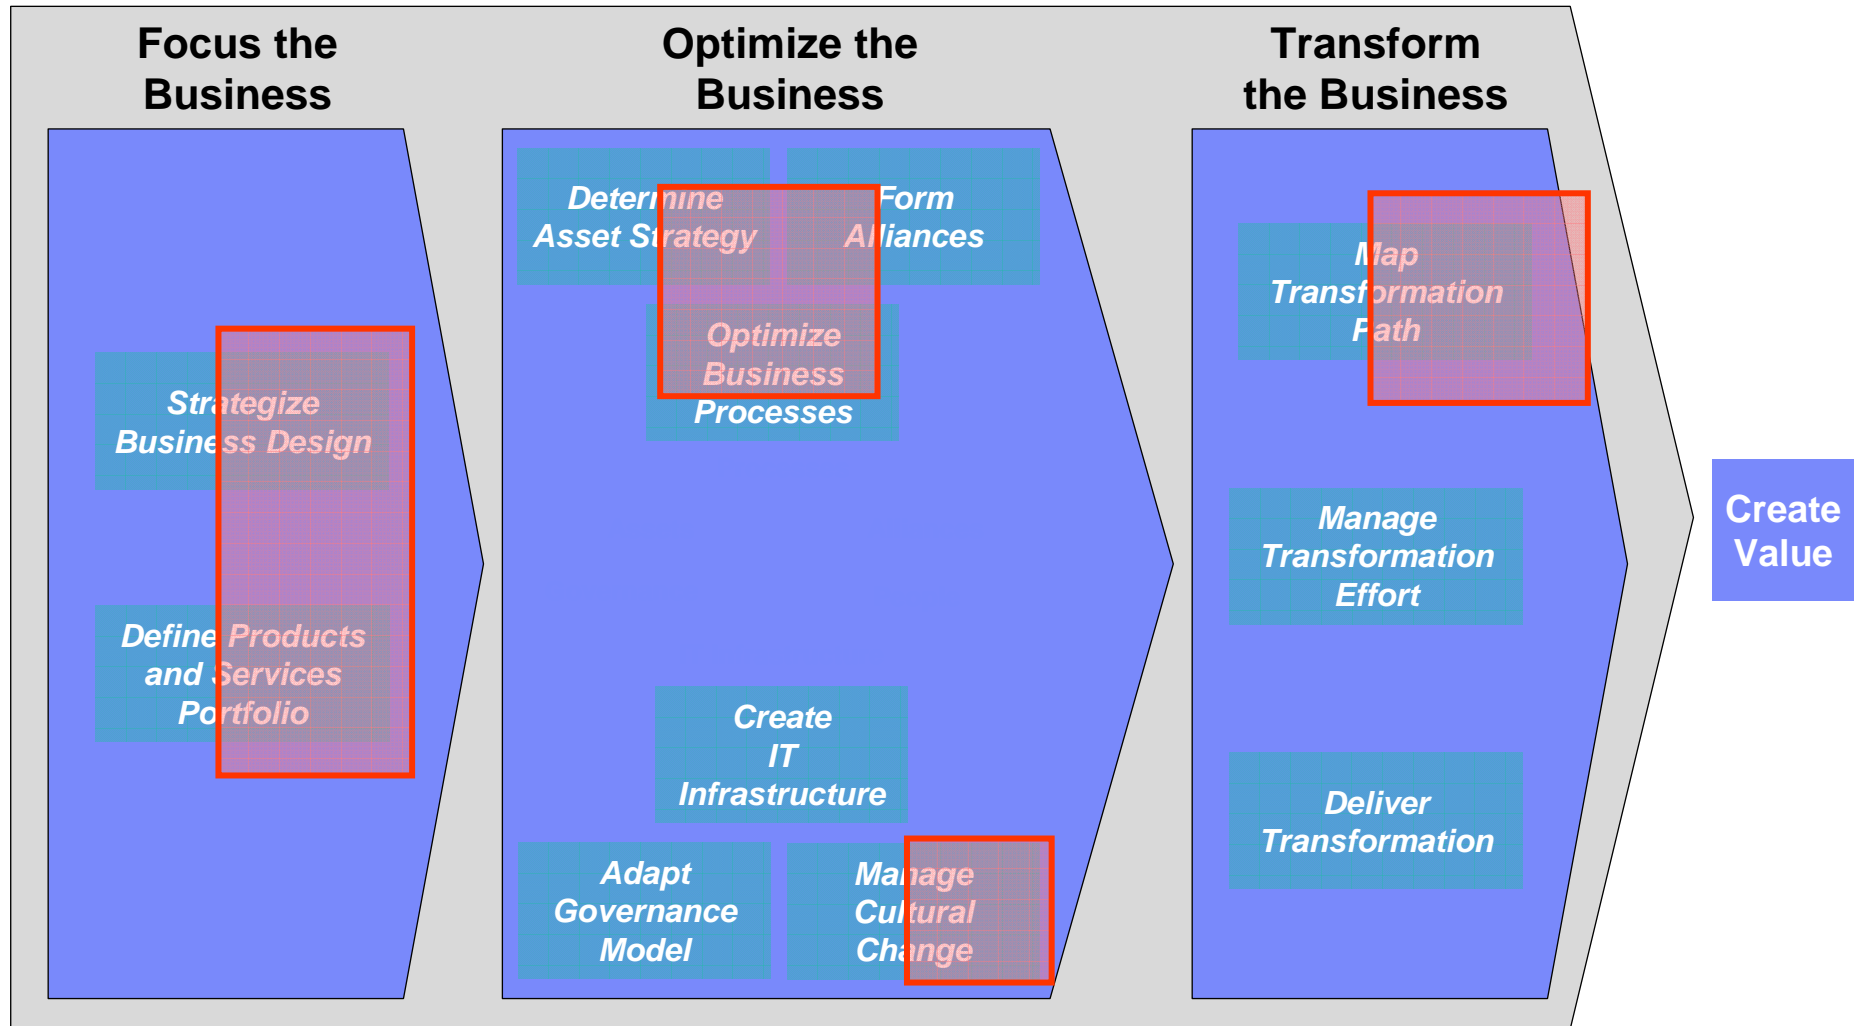 Focus the
Business
Strategize
Business Design
Define Products
and Services
Portfolio
Optimize the
Business
Determine
Asset Strategy
Form
Alliances
Optimize
Business
Processes
Create
IT
Infrastructure
Adapt
Governance
Model
Manage
Cultural
Change
Transform
the Business
Map
Transformation
Path
Manage
Transformation
Effort
Deliver
Transformation
Create
Value